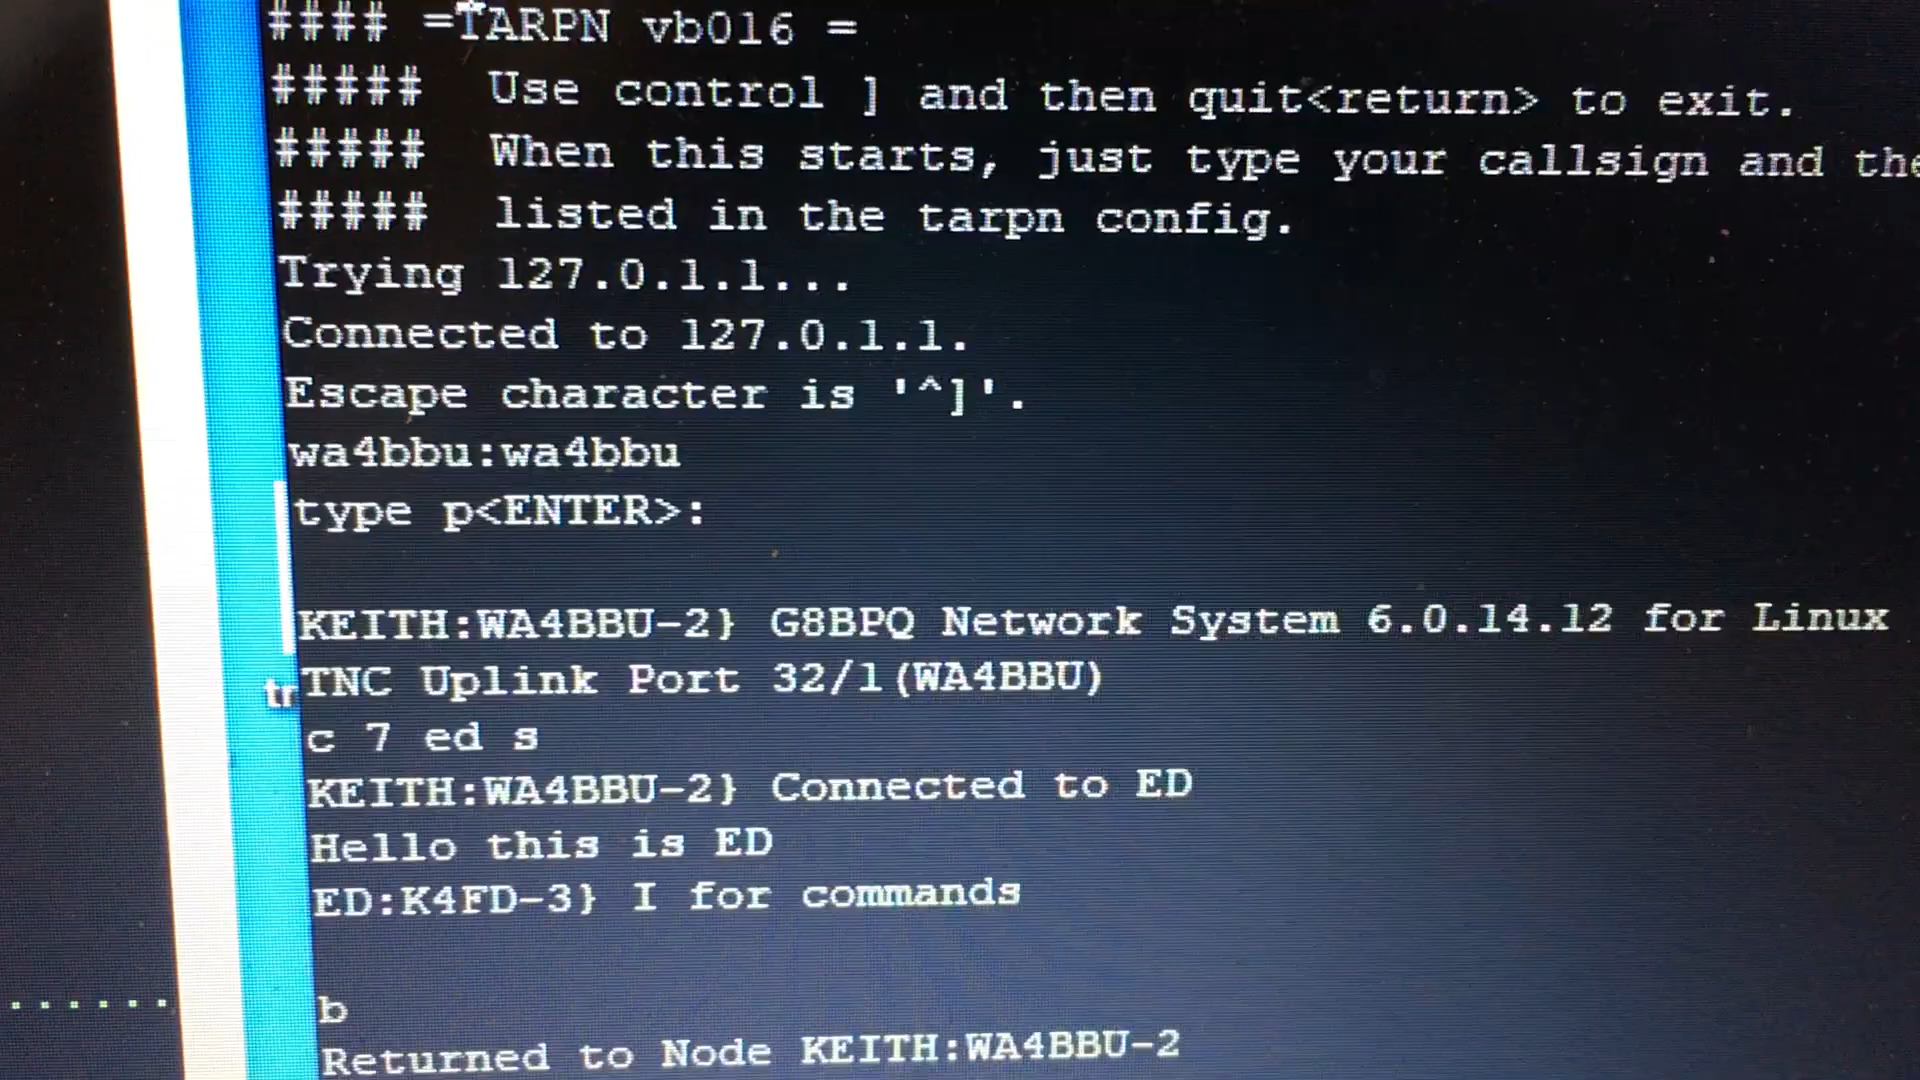 #### =TARPN vb016 =
##### Use control ] and then quit<return> to exit.
##### When this starts, just type your callsign and the
##### listed in the tarpn config.
Trying 127.0.1.1...
Connected to 127.0.1.1.
Escape character is '^]'.
wa4bbu:wa4bbu
type p<ENTER>:
KEITH:WA4BBU-2} G8BPQ Network System 6.0.14.12 for Linux
tr
TNC Uplink Port 32/1(WA4BBU)
c 7 ed s
KEITH:WA4BBU-2} Connected to ED
Hello this is ED
ED:K4FD-3} I for commands
b
Returned to Node KEITH:WA4BBU-2